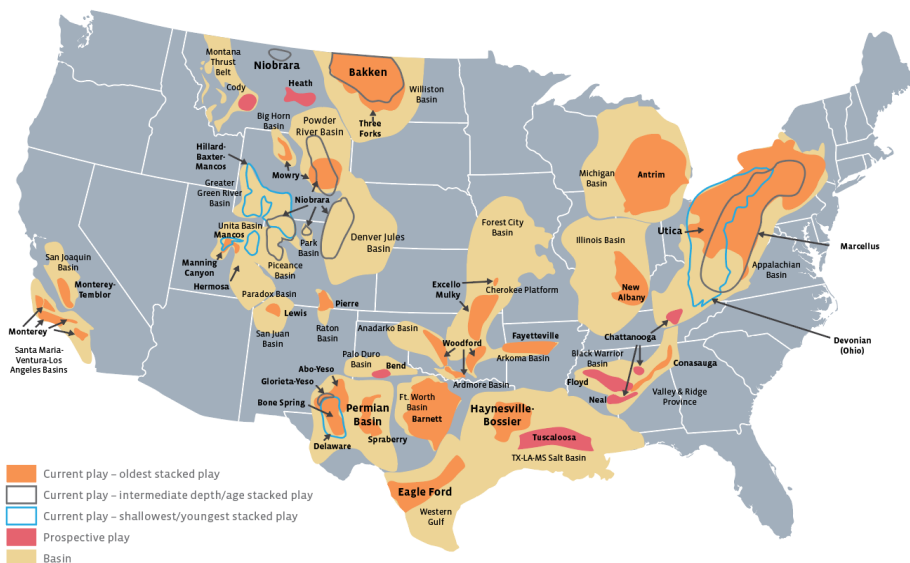 Montana
Thrust
Belt
Cody
Niobrara
Heath
Bakken
Williston
Basin
Three
Forks
Big Horn
Basin
Powder
River Basin
Hillard-
Baxter-
Mancos
Mowry
Greater
Green River
Basin
Niobrara
Unita Basin
Mancos
Park
Basin
Denver Jules
Basin
Manning
Canyon
Piceance
Basin
Hermosa
Paradox Basin
Lewis
San Juan
Basin
Pierre
Raton
Basin
San Joaquin
Basin
Monterey-
Temblor
Monterey
Santa Maria-
Ventura-Los
Angeles Basins
Michigan
Basin
Antrim
Forest City
Basin
Illinois Basin
Excello
Mulky
Cherokee Platform
New
Albany
Utica
Marcellus
Appalachian
Basin
Devonian
(Ohio)
Anadarko Basin
Woodford
Fayetteville
Arkoma Basin
Chattanooga
Black Warrior
Basin
Conasauga
Palo Duro
Basin
Bend
Ardmore Basin
Floyd
Neal
Valley & Ridge
Province
Abo-Yeso
Glorieta-Yeso
Bone Spring
Delaware
Permian
Basin
Spraberry
Ft. Worth
Basin
Barnett
Haynesville-
Bossier
Tuscaloosa
TX-LA-MS Salt Basin
Eagle Ford
Western
Gulf
Current play – oldest stacked play
Current play – intermediate depth/age stacked play
Current play – shallowest/youngest stacked play
Prospective play
Basin